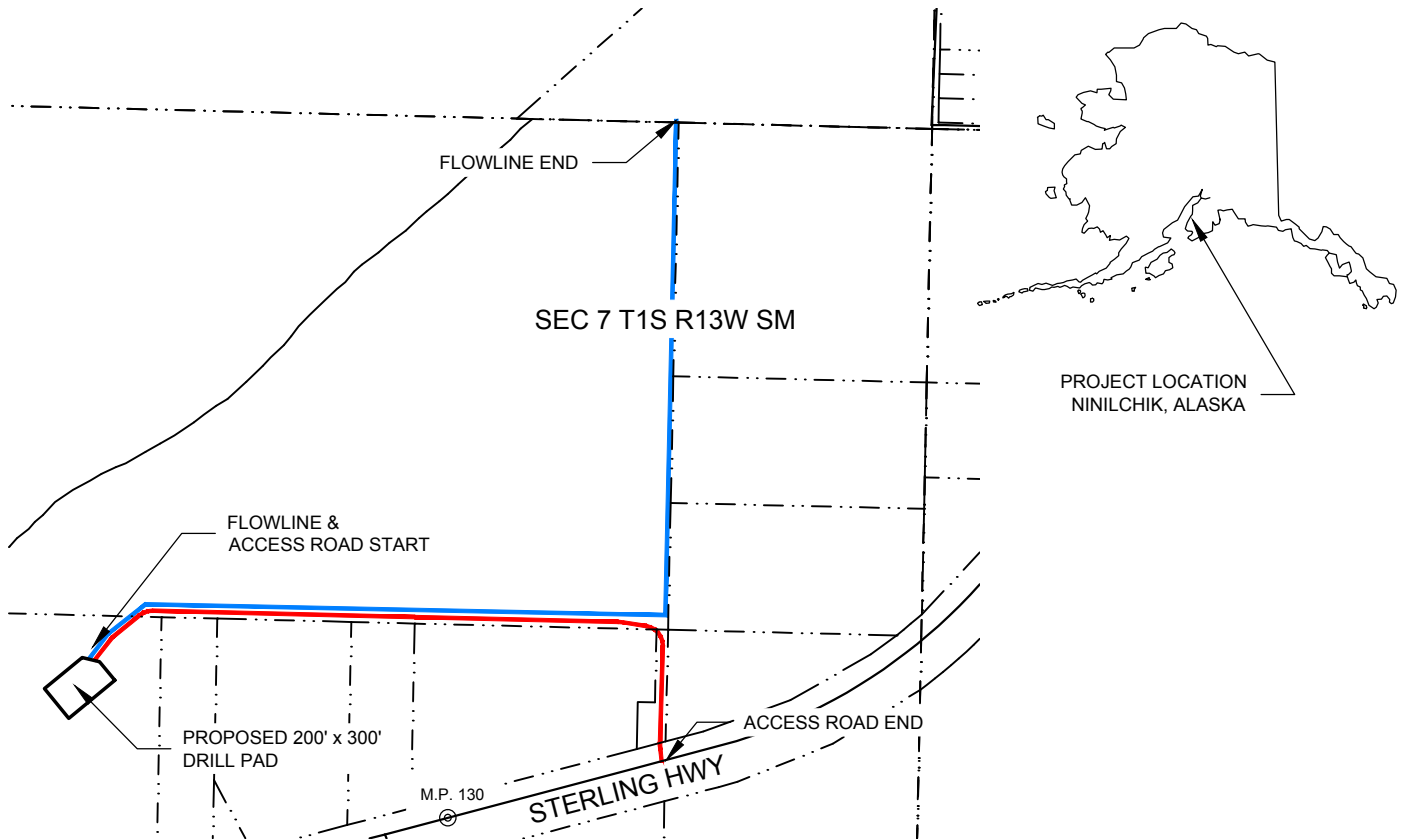 FLOWLINE END
SEC 7 T1S R13W SM
PROJECT LOCATION
NINILCHIK, ALASKA
FLOWLINE &
ACCESS ROAD START
PROPOSED 200' x 300'
DRILL PAD
ACCESS ROAD END
M.P. 130
STERLING HWY